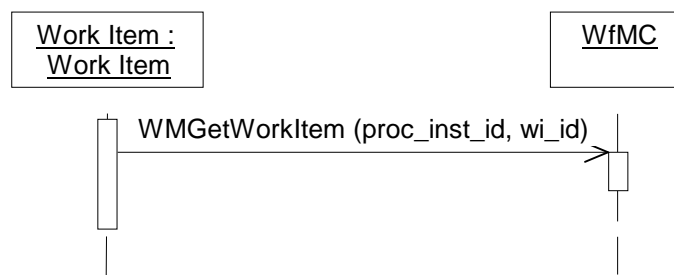 Work Item :
Work Item
WfMC
WMGetWorkItem (proc_inst_id, wi_id)